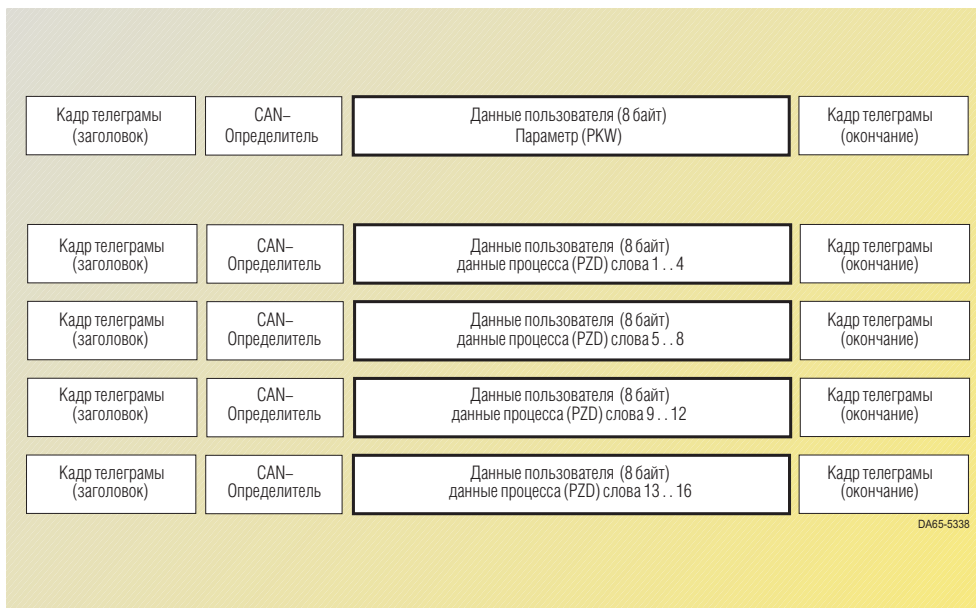 Кадр телеграмы
(заголовок)
CAN–
Определитель
Данные пользователя (8 байт)
Параметр (PKW)
Кадр телеграмы
(окончание)
Кадр телеграмы
(заголовок)
CAN–
Определитель
Данные пользователя (8 байт)
данные процесса (PZD) слова 1 . . 4
Кадр телеграмы
(окончание)
Кадр телеграмы
(заголовок)
CAN–
Определитель
Данные пользователя (8 байт)
данные процесса (PZD) слова 5 . . 8
Кадр телеграмы
(окончание)
Кадр телеграмы
(заголовок)
CAN–
Определитель
Данные пользователя (8 байт)
данные процесса (PZD) слова 9 . . 12
Кадр телеграмы
(окончание)
Кадр телеграмы
(заголовок)
CAN–
Определитель
Данные пользователя (8 байт)
данные процесса (PZD) слова 13 . . 16
Кадр телеграмы
(окончание)
DA65-5338